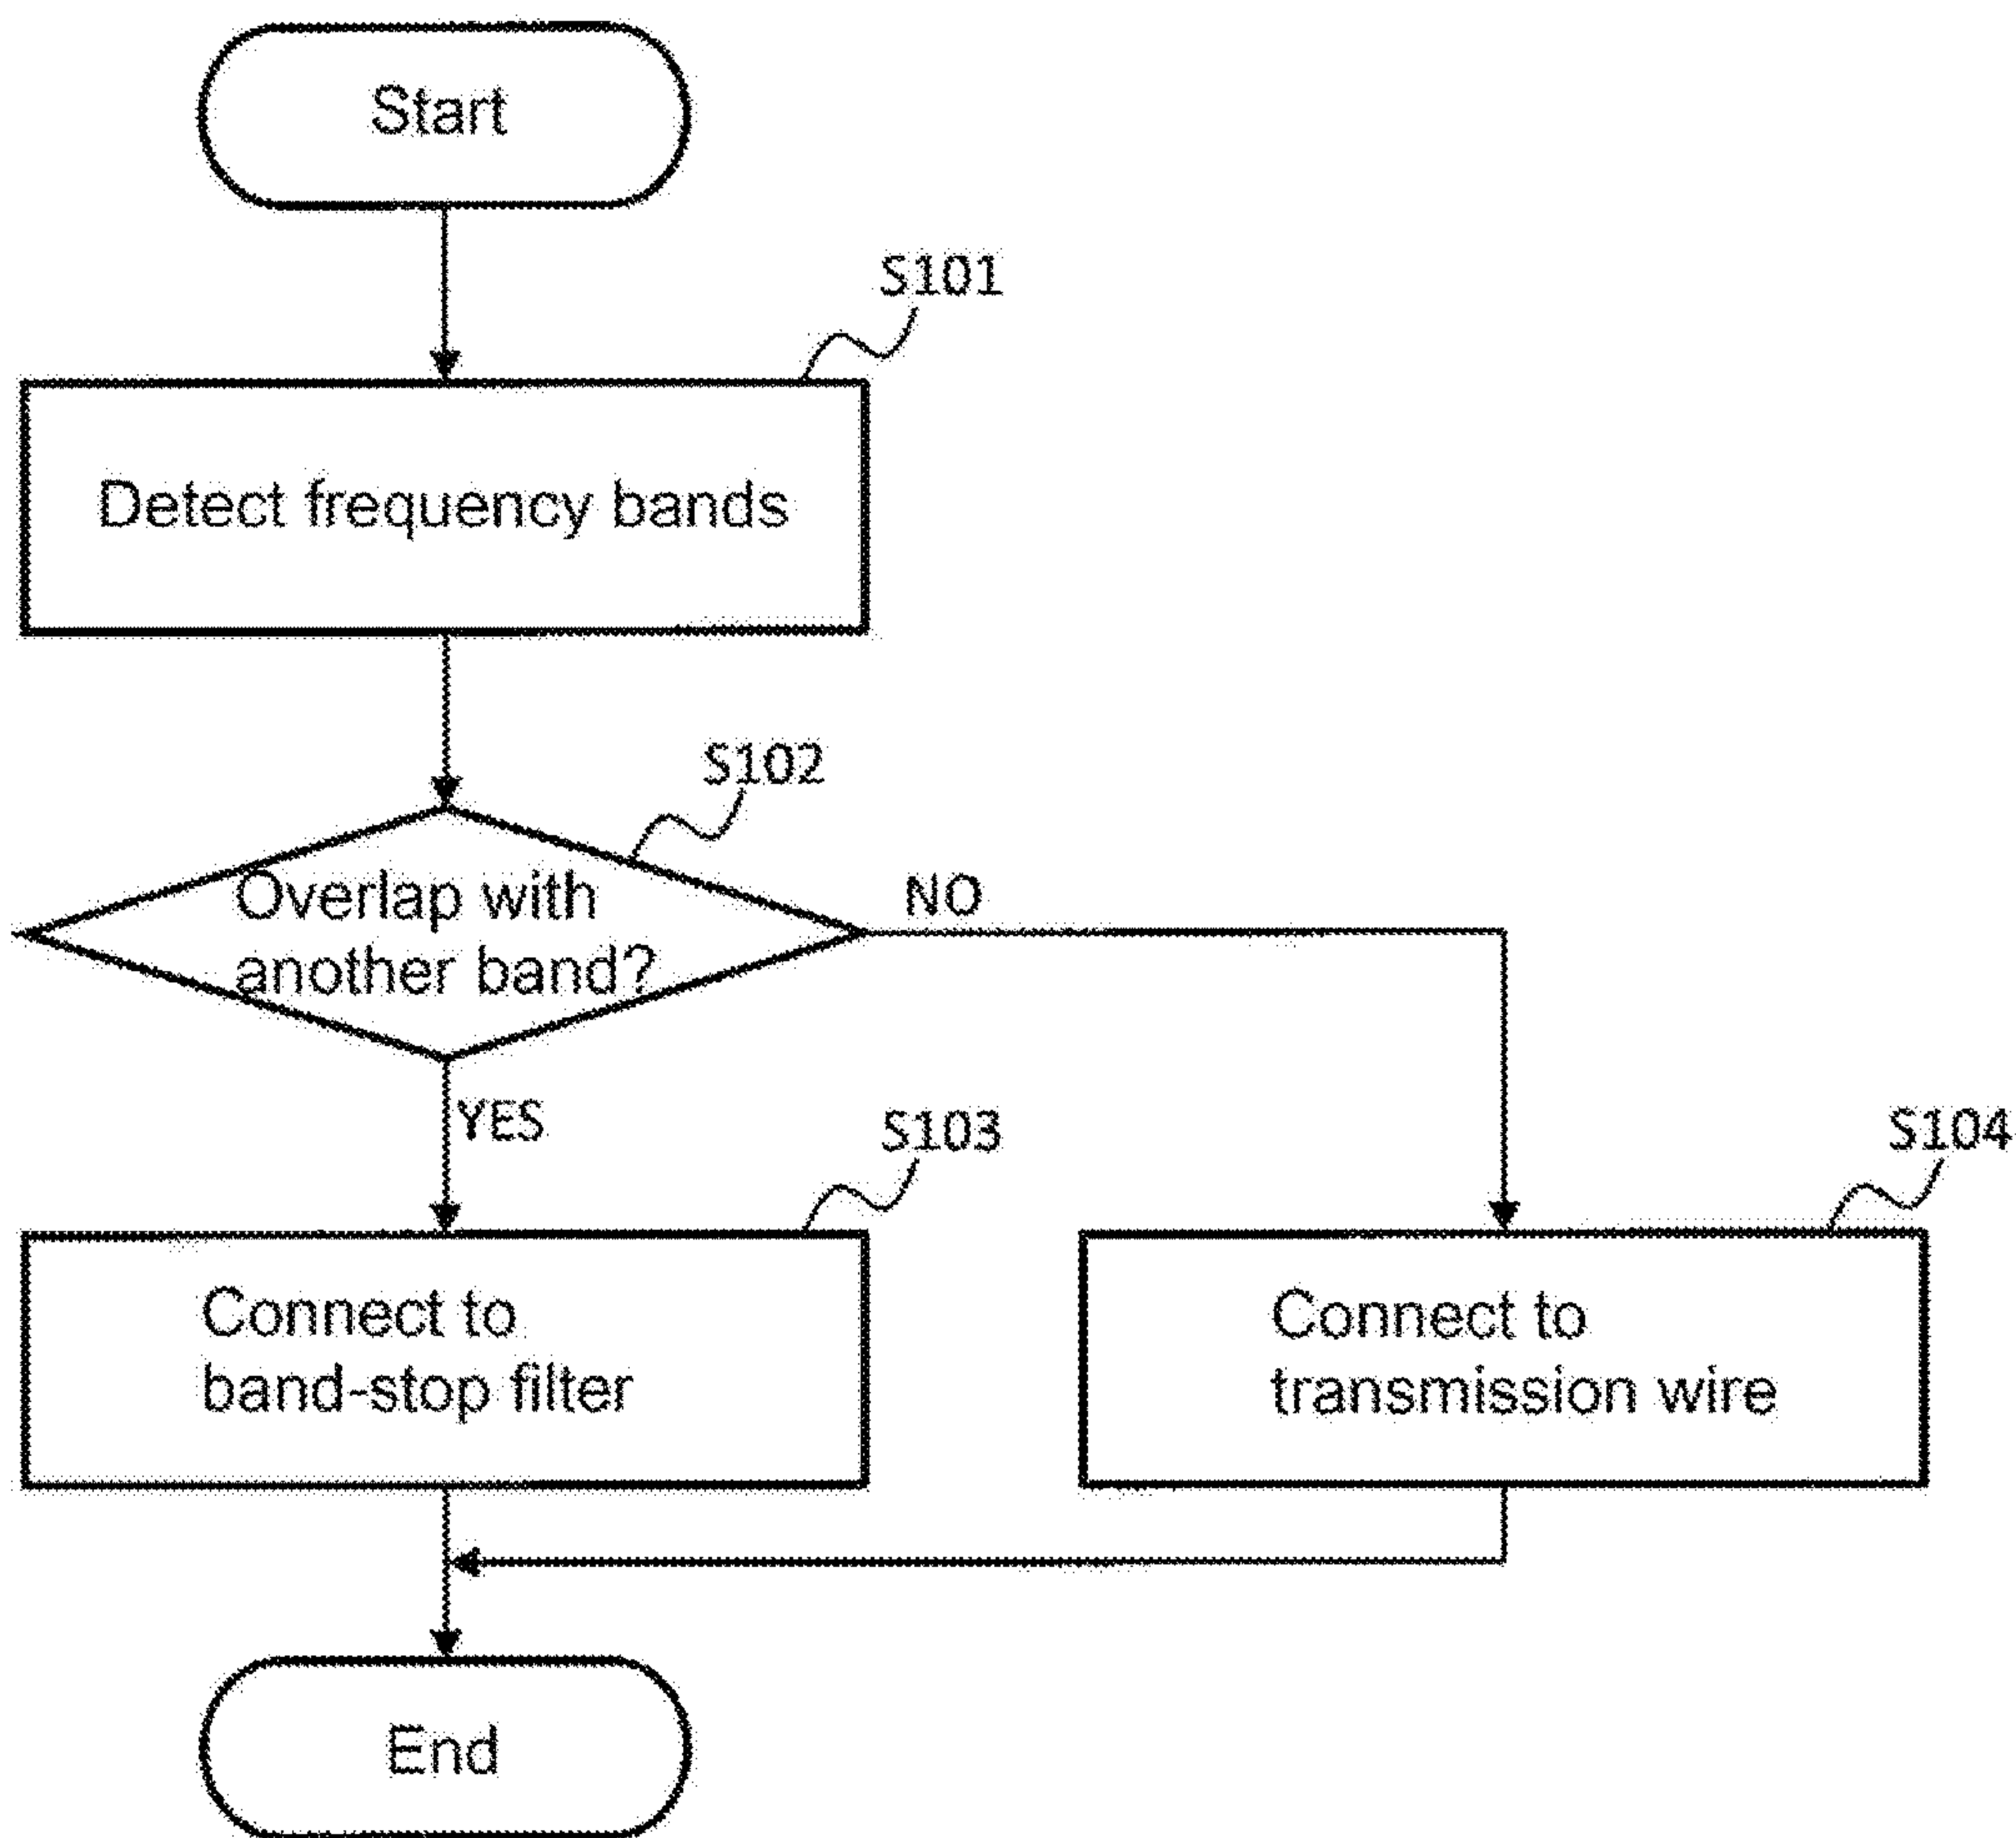 Start
S101
Detect frequency bands
S102
Overlap with
another band?
NO
YES
S103
S104
Connect to
band-stop filter
Connect to
transmission wire
End